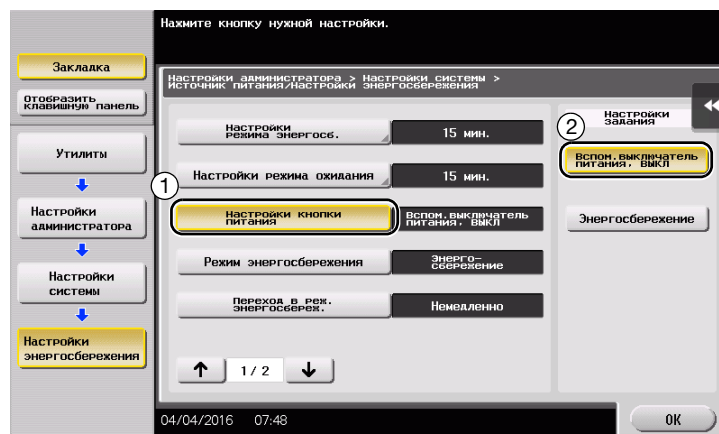 Нажмите кнопку нужной настройки.
Закладка
Отобразить
клавишную панель
Утилиты
Настройки
администратора
Настройки
системы
Настройки
энергосбережения
Настройки администратора > Настройки системы >
Источник питания/Настройки энергосбережения
Настройки
режима энергосб.
15 мин.
Настройки режима ожидания
15 мин.
1
Настройки кнопки
питания
Вспом.выключатель
питания, ВЫКЛ
Режим энергосбережения
Энерго-
сбережение
Переход в реж.
энергосбереж.
Немедленно
↑ 1/ 2 ↓
2
Настройки
задания
Вспом.выключатель
питания, ВЫКЛ
Энергосбережение
04/04/2016 07:48
OK